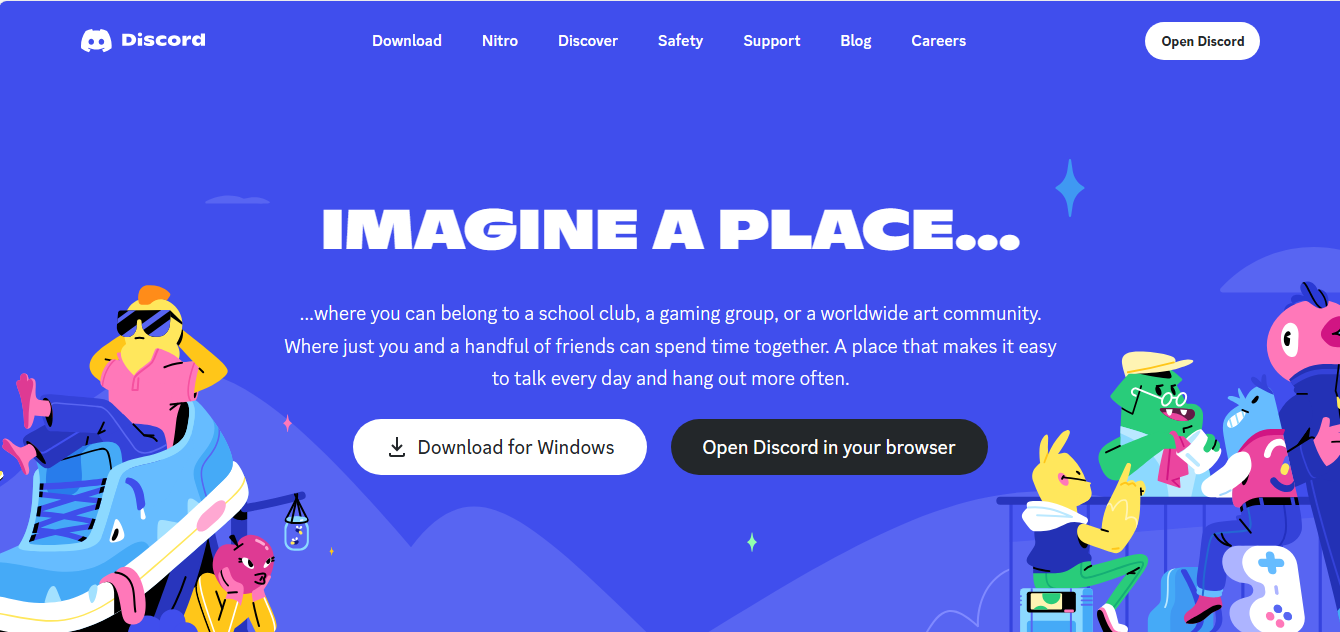 Discord
Download
Nitro
Discover
Safety
Support
Blog
Careers
Open Discord
IMAGINE A PLACE...
...where you can belong to a school club, a gaming group, or a worldwide art community.
Where just you and a handful of friends can spend time together. A place that makes it easy
to talk every day and hang out more often.
Download for Windows
Open Discord in your browser